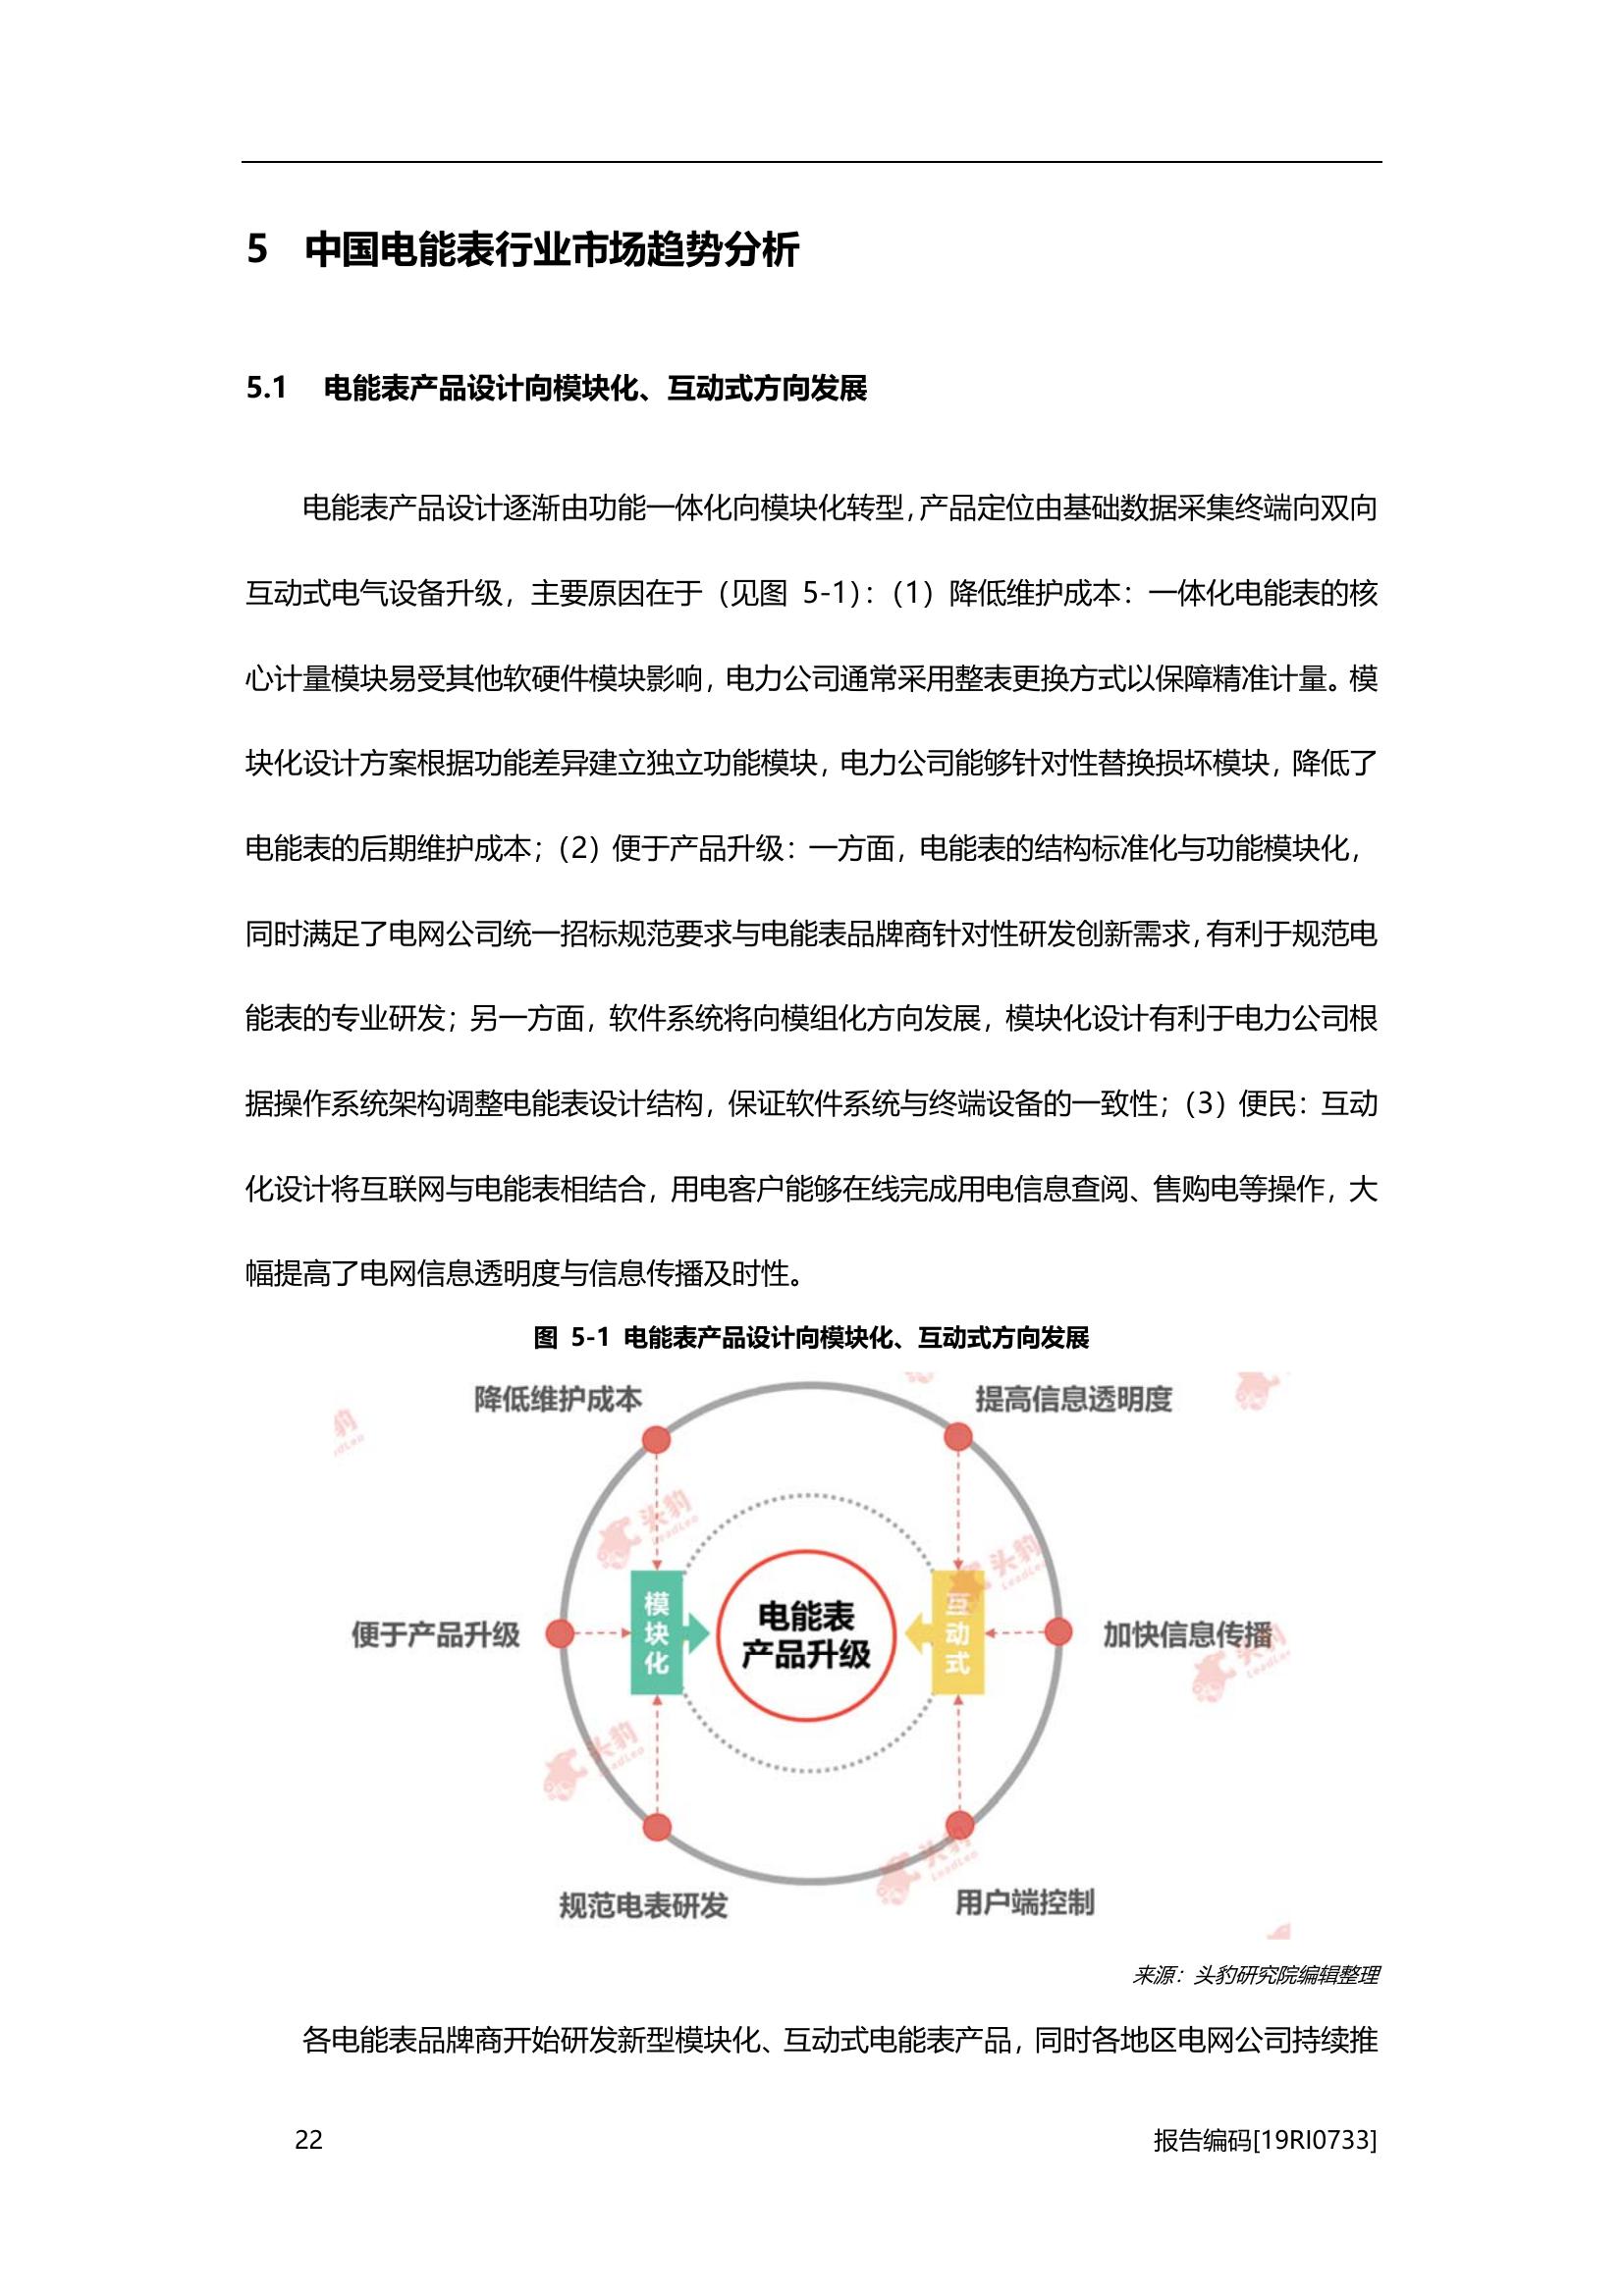 5 中国电能表行业市场趋势分析
5.1 电能表产品设计向模块化、互动式方向发展
电能表产品设计逐渐由功能一体化向模块化转型，产品定位由基础数据采集终端向双向
互动式电气设备升级，主要原因在于（见图 5-1）：（1）降低维护成本：一体化电能表的核
心计量模块易受其他软硬件模块影响，电力公司通常采用整表更换方式以保障精准计量。模
块化设计方案根据功能差异建立独立功能模块，电力公司能够针对性替换损坏模块，降低了
电能表的后期维护成本；（2）便于产品升级：一方面，电能表的结构标准化与功能模块化，
同时满足了电网公司统一招标规范要求与电能表品牌商针对性研发创新需求，有利于规范电
能表的专业研发；另一方面，软件系统将向模组化方向发展，模块化设计有利于电力公司根
据操作系统架构调整电能表设计结构，保证软件系统与终端设备的一致性；（3）便民：互动
化设计将互联网与电能表相结合，用电客户能够在线完成用电信息查阅、售购电等操作，大
幅提高了电网信息透明度与信息传播及时性。
图 5-1 电能表产品设计向模块化、互动式方向发展
降低维护成本
提高信息透明度
豹
头豹
LeadLeo
头豹
LeadLeo
模块化
电能表
产品升级
互动式
便于产品升级
加快信息传播
头豹
LeadLeo
头豹
LeadLeo
头豹
LeadLeo
规范电表研发
用户端控制
来源：头豹研究院编辑整理
各电能表品牌商开始研发新型模块化、互动式电能表产品，同时各地区电网公司持续推
22
报告编码[19RI0733]